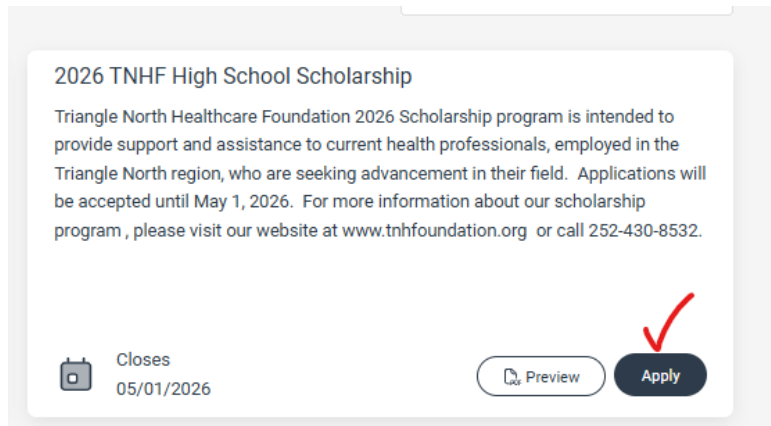 2026 TNHF High School Scholarship
Triangle North Healthcare Foundation 2026 Scholarship program is intended to
provide support and assistance to current health professionals, employed in the
Triangle North region, who are seeking advancement in their field.  Applications will
be accepted until May 1, 2026.  For more information about our scholarship
program , please visit our website at www.tnhfoundation.org  or call 252-430-8532.
Closes
05/01/2026
PDF Preview
Apply